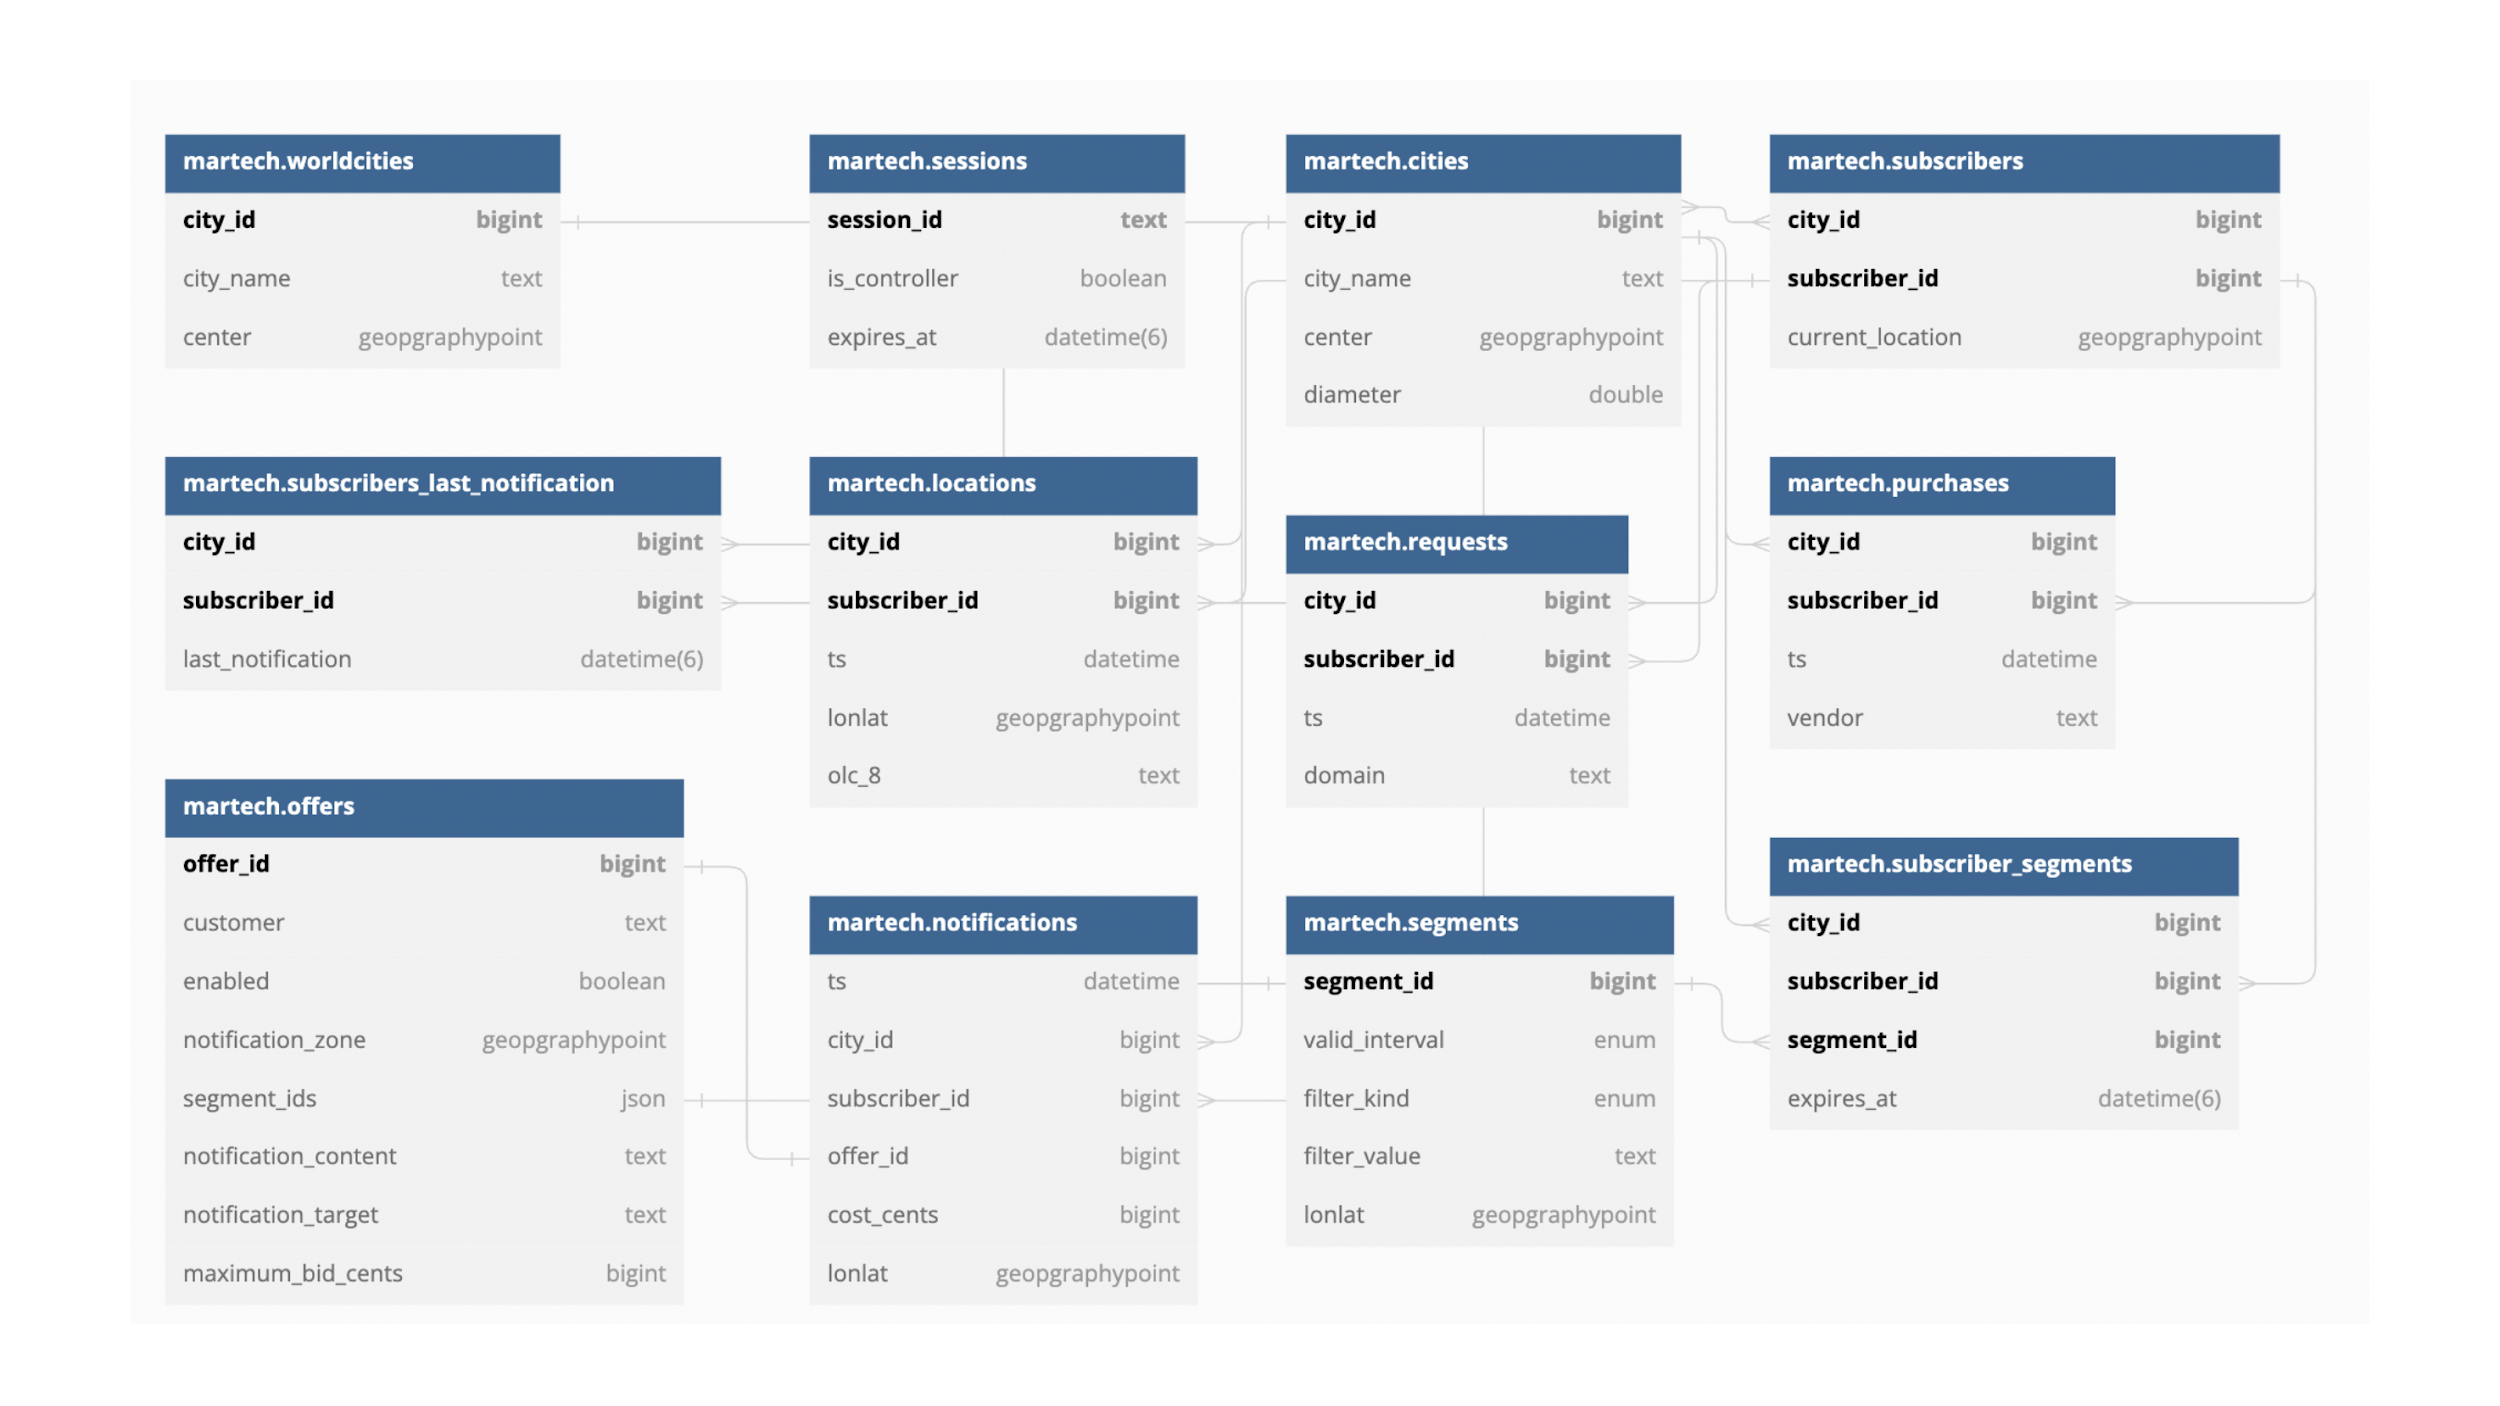 martech.worldcities
city_id bigint
city_name text
center geopgraphypoint
martech.sessions
session_id text
is_controller boolean
expires_at datetime(6)
martech.cities
city_id bigint
city_name text
center geopgraphypoint
diameter double
martech.subscribers
city_id bigint
subscriber_id bigint
current_location geopgraphypoint
martech.subscribers_last_notification
city_id bigint
subscriber_id bigint
last_notification datetime(6)
martech.locations
city_id bigint
subscriber_id bigint
ts datetime
lonlat geopgraphypoint
olc_8 text
martech.requests
city_id bigint
subscriber_id bigint
ts datetime
domain text
martech.purchases
city_id bigint
subscriber_id bigint
ts datetime
vendor text
martech.offers
offer_id bigint
customer text
enabled boolean
notification_zone geopgraphypoint
segment_ids json
notification_content text
notification_target text
maximum_bid_cents bigint
martech.notifications
ts datetime
city_id bigint
subscriber_id bigint
offer_id bigint
cost_cents bigint
lonlat geopgraphypoint
martech.segments
segment_id bigint
valid_interval enum
filter_kind enum
filter_value text
lonlat geopgraphypoint
martech.subscriber_segments
city_id bigint
subscriber_id bigint
segment_id bigint
expires_at datetime(6)